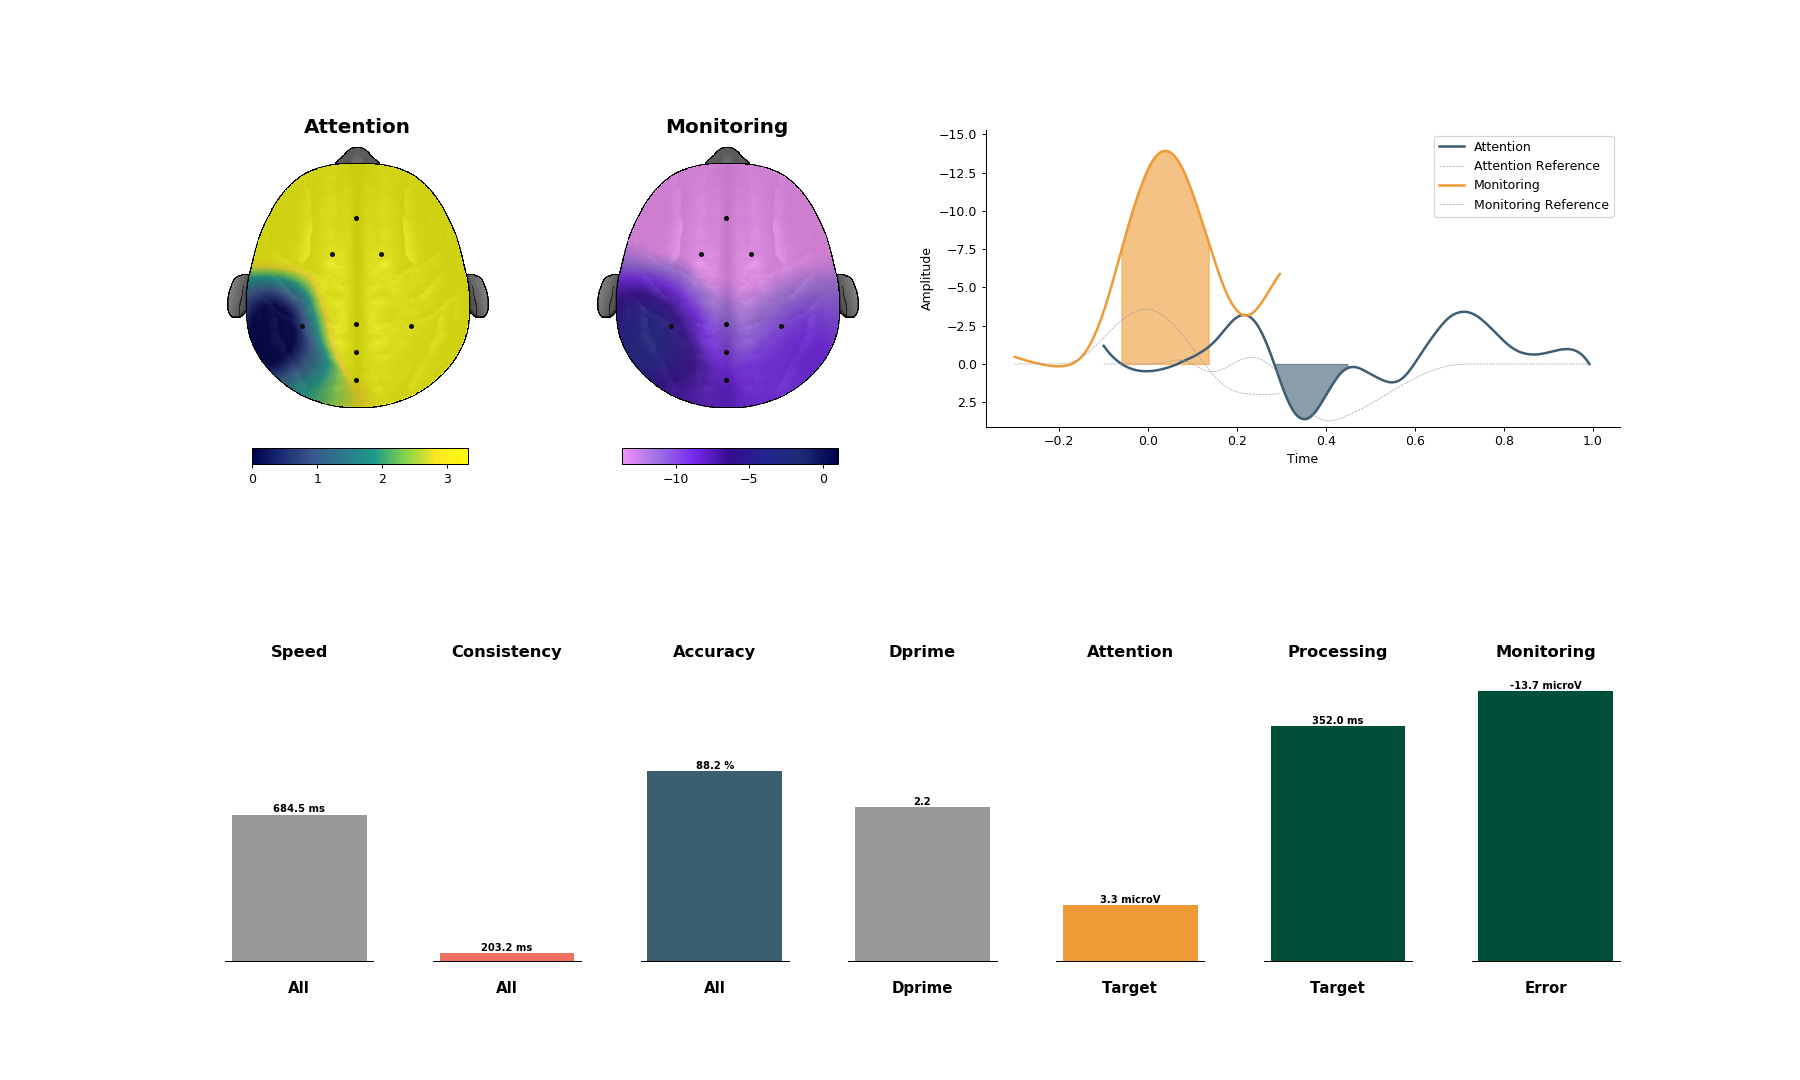 Attention
Monitoring
0 1 2 3
−10 −5 0
−15.0
−12.5
−10.0
−7.5
−5.0
−2.5
0.0
2.5
Amplitude
−0.2 0.0 0.2 0.4 0.6 0.8 1.0
Time
Attention
Attention Reference
Monitoring
Monitoring Reference
Speed Consistency Accuracy Dprime Attention Processing Monitoring
684.5 ms 203.2 ms 88.2 % 2.2 3.3 microV 352.0 ms -13.7 microV
All All All Dprime Target Target Error